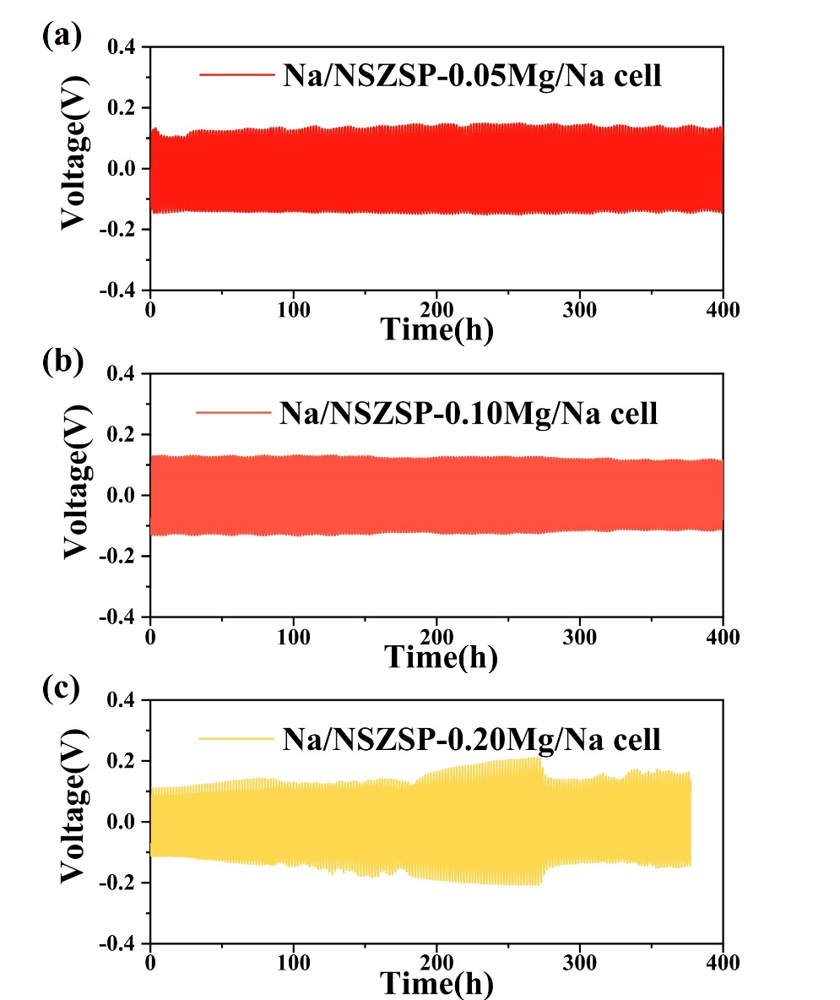 (a)
Na/NSZSP-0.05Mg/Na cell
Voltage(V)
0.4
0.2
0.0
-0.2
-0.4
0 100 200 300 400
Time(h)
(b)
Na/NSZSP-0.10Mg/Na cell
Voltage(V)
0.4
0.2
0.0
-0.2
-0.4
0 100 200 300 400
Time(h)
(c)
Na/NSZSP-0.20Mg/Na cell
Voltage(V)
0.4
0.2
0.0
-0.2
-0.4
0 100 200 300 400
Time(h)